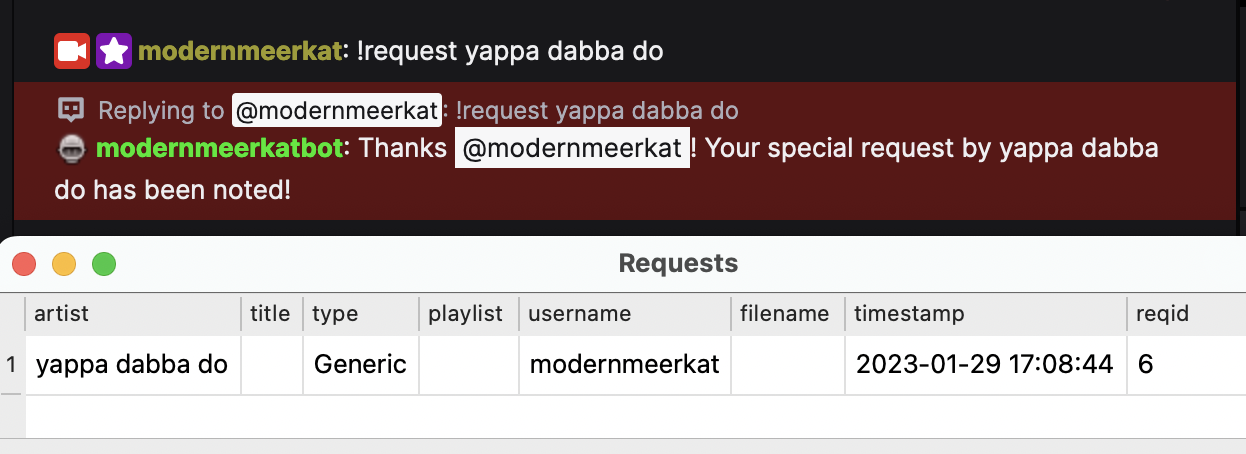 modernmeerkat: !request yappa dabba do
Replying to @modernmeerkat: !request yappa dabba do
modernmeerkatbot: Thanks @modernmeerkat! Your special request by yappa dabba
do has been noted!
Requests
artist title type playlist username filename timestamp reqid
1 yappa dabba do Generic modernmeerkat 2023-01-29 17:08:44 6